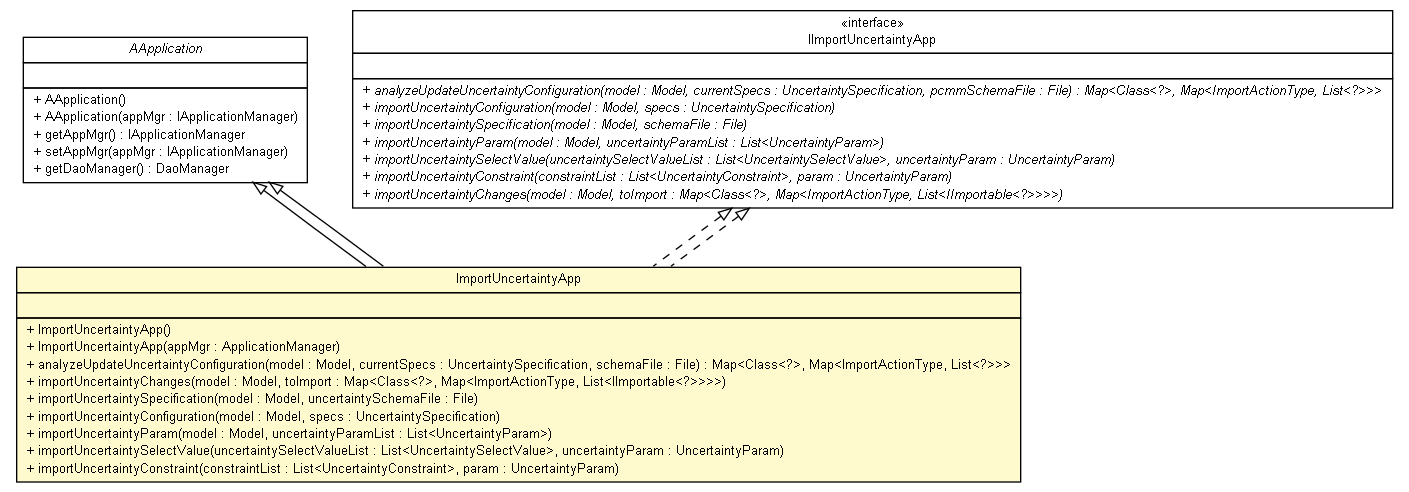 AApplication
+ AApplication()
+ AApplication(appMgr : IApplicationManager)
+ getAppMgr() : IApplicationManager
+ setAppMgr(appMgr : IApplicationManager)
+ getDaoManager() : DaoManager
«interface»
IImportUncertaintyApp
+ analyzeUpdateUncertaintyConfiguration(model : Model, currentSpecs : UncertaintySpecification, pcmmSchemaFile : File) : Map<Class<?>, Map<ImportActionType, List<?>>>
+ importUncertaintyConfiguration(model : Model, specs : UncertaintySpecification)
+ importUncertaintySpecification(model : Model, schemaFile : File)
+ importUncertaintyParam(model : Model, uncertaintyParamList : List<UncertaintyParam>)
+ importUncertaintySelectValue(uncertaintySelectValueList : List<UncertaintySelectValue>, uncertaintyParam : UncertaintyParam)
+ importUncertaintyConstraint(constraintList : List<UncertaintyConstraint>, param : UncertaintyParam)
+ importUncertaintyChanges(model : Model, toImport : Map<Class<?>, Map<ImportActionType, List<IImportable<?>>>>)
ImportUncertaintyApp
+ ImportUncertaintyApp()
+ ImportUncertaintyApp(appMgr : ApplicationManager)
+ analyzeUpdateUncertaintyConfiguration(model : Model, currentSpecs : UncertaintySpecification, schemaFile : File) : Map<Class<?>, Map<ImportActionType, List<?>>>
+ importUncertaintyChanges(model : Model, toImport : Map<Class<?>, Map<ImportActionType, List<IImportable<?>>>>)
+ importUncertaintySpecification(model : Model, uncertaintySchemaFile : File)
+ importUncertaintyConfiguration(model : Model, specs : UncertaintySpecification)
+ importUncertaintyParam(model : Model, uncertaintyParamList : List<UncertaintyParam>)
+ importUncertaintySelectValue(uncertaintySelectValueList : List<UncertaintySelectValue>, uncertaintyParam : UncertaintyParam)
+ importUncertaintyConstraint(constraintList : List<UncertaintyConstraint>, param : UncertaintyParam)